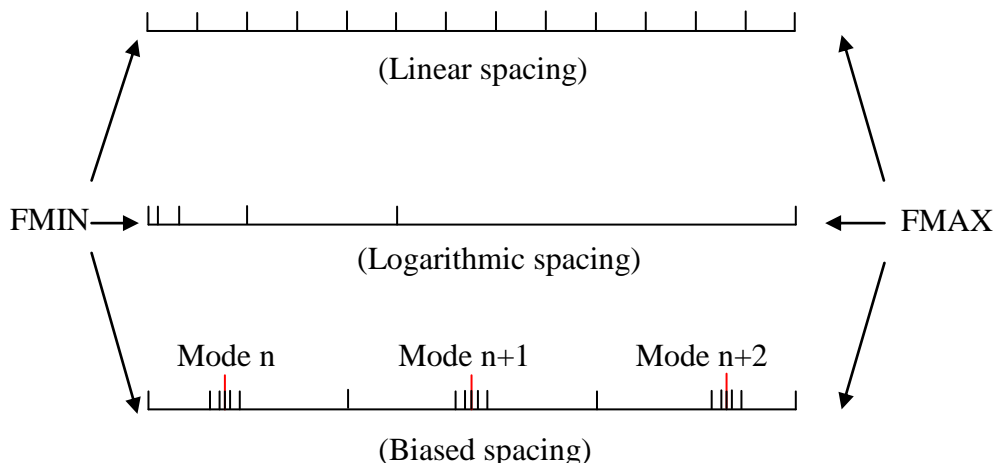 (Linear spacing)
FMIN
FMAX
(Logarithmic spacing)
Mode n
Mode n+1
Mode n+2
(Biased spacing)